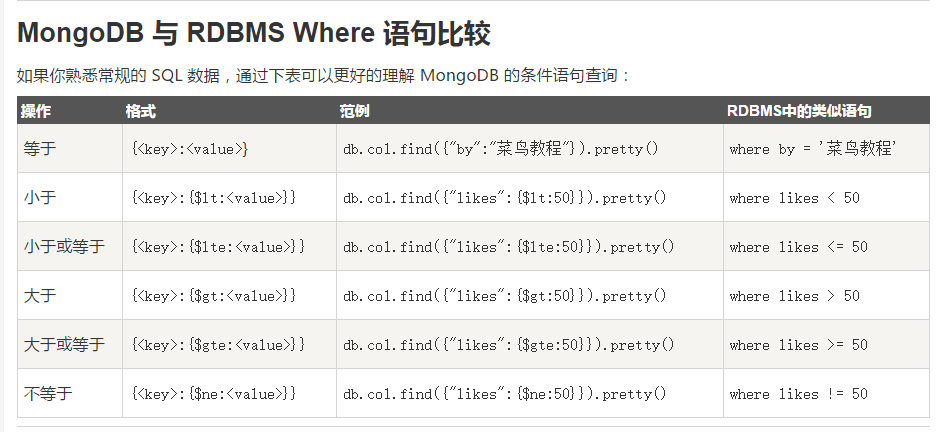 MongoDB 与 RDBMS Where 语句比较
如果你熟悉常规的 SQL 数据，通过下表可以更好的理解 MongoDB 的条件语句查询：
操作 格式 范例 RDBMS中的类似语句
等于 {<key>:<value>} db.col.find({"by":"菜鸟教程"}).pretty() where by = '菜鸟教程'
小于 {<key>:{$lt:<value>}} db.col.find({"likes":{$lt:50}}).pretty() where likes < 50
小于或等于 {<key>:{$lte:<value>}} db.col.find({"likes":{$lte:50}}).pretty() where likes <= 50
大于 {<key>:{$gt:<value>}} db.col.find({"likes":{$gt:50}}).pretty() where likes > 50
大于或等于 {<key>:{$gte:<value>}} db.col.find({"likes":{$gte:50}}).pretty() where likes >= 50
不等于 {<key>:{$ne:<value>}} db.col.find({"likes":{$ne:50}}).pretty() where likes != 50